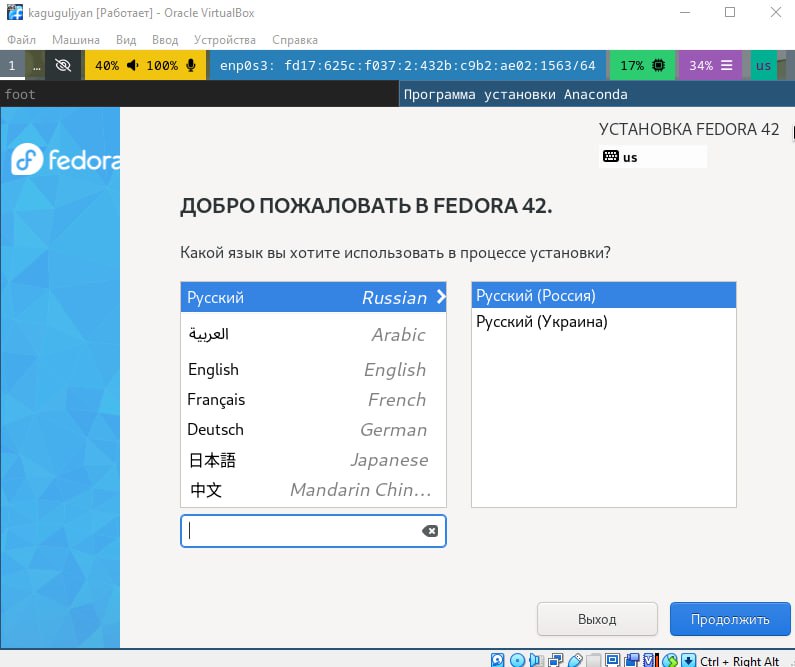 kaguguljyan [Работает] - Oracle VirtualBox
Файл Машина Вид Ввод Устройства Справка
1 ... 40% 100% enp0s3: fd17:625c:f037:2:432b:c9b2:ae02:1563/64 17% 34% us
foot Программа установки Anaconda
fedora
УСТАНОВКА FEDORA 42
us
ДОБРО ПОЖАЛОВАТЬ В FEDORA 42.
Какой язык вы хотите использовать в процессе установки?
Русский Russian Русский (Россия)
العربية Arabic Русский (Украина)
English English
Français French
Deutsch German
日本語 Japanese
中文 Mandarin Chin...
Выход Продолжить
Ctrl + Right Alt